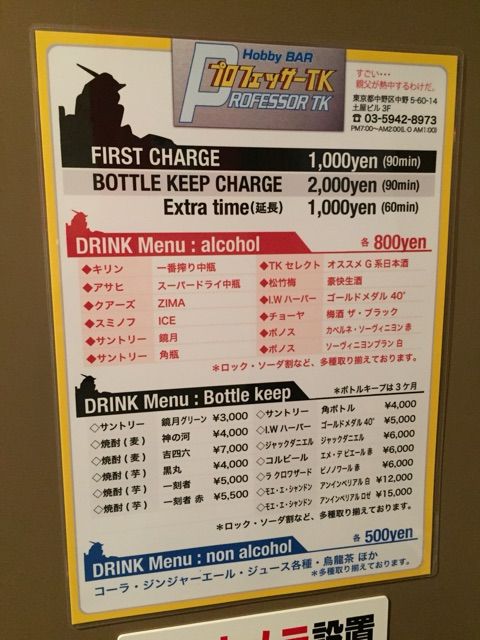 Hobby BAR
プロフェッサーTK
PROFESSOR TK
すごい…
親父が熱中するわけだ。
東京都中野区中野 5-60-14
土屋ビル 3F
☎ 03-5942-8973
PM7:00～AM2:00(L.O AM1:00)
FIRST CHARGE 1,000yen (90min)
BOTTLE KEEP CHARGE 2,000yen (90min)
Extra time(延長) 1,000yen (60min)
DRINK Menu : alcohol 各 800yen
◆キリン 一番搾り中瓶
◆アサヒ スーパードライ中瓶
◆クアーズ ZIMA
◆スミノフ ICE
◆サントリー 鏡月
◆サントリー 角瓶
◆TK セレクト オススメ G 系日本酒
◆松竹梅 豪快生酒
◆I.W ハーパー ゴールドメダル 40°
◆チョーヤ 梅酒 ザ・ブラック
◆ボノス カベルネ・ソーヴィニヨン 赤
◆ボノス ソーヴィニヨンブラン 白
＊ロック・ソーダ割など、多種取り揃えております。
DRINK Menu : Bottle keep ＊ボトルキープは 3 ケ月
◇サントリー 鏡月グリーン ¥3,000
◇焼酎 (麦) 神の河 ¥4,000
◇焼酎 (麦) 吉四六 ¥7,000
◇焼酎 (芋) 黒丸 ¥4,000
◇焼酎 (芋) 一刻者 ¥5,000
◇焼酎 (芋) 一刻者 赤 ¥5,500
◇サントリー 角ボトル ¥4,000
◇I.W ハーパー ゴールドメダル 40° ¥5,000
◇ジャックダニエル ジャックダニエル ¥6,000
◇コルビール エメ・デ ピエール 赤 ¥6,000
◇ラ クロワザード ピノノワール 赤 ¥6,000
◇モエ・エ・シャンドン アンインペリアル 白 ¥12,000
◇モエ・エ・シャンドン アンインペリアル ロゼ ¥15,000
＊ロック・ソーダ割など、多種取り揃えております。
DRINK Menu : non alcohol 各 500yen
コーラ・ジンジャーエール・ジュース各種・烏龍茶 ほか
＊多種取り揃えております。
設置